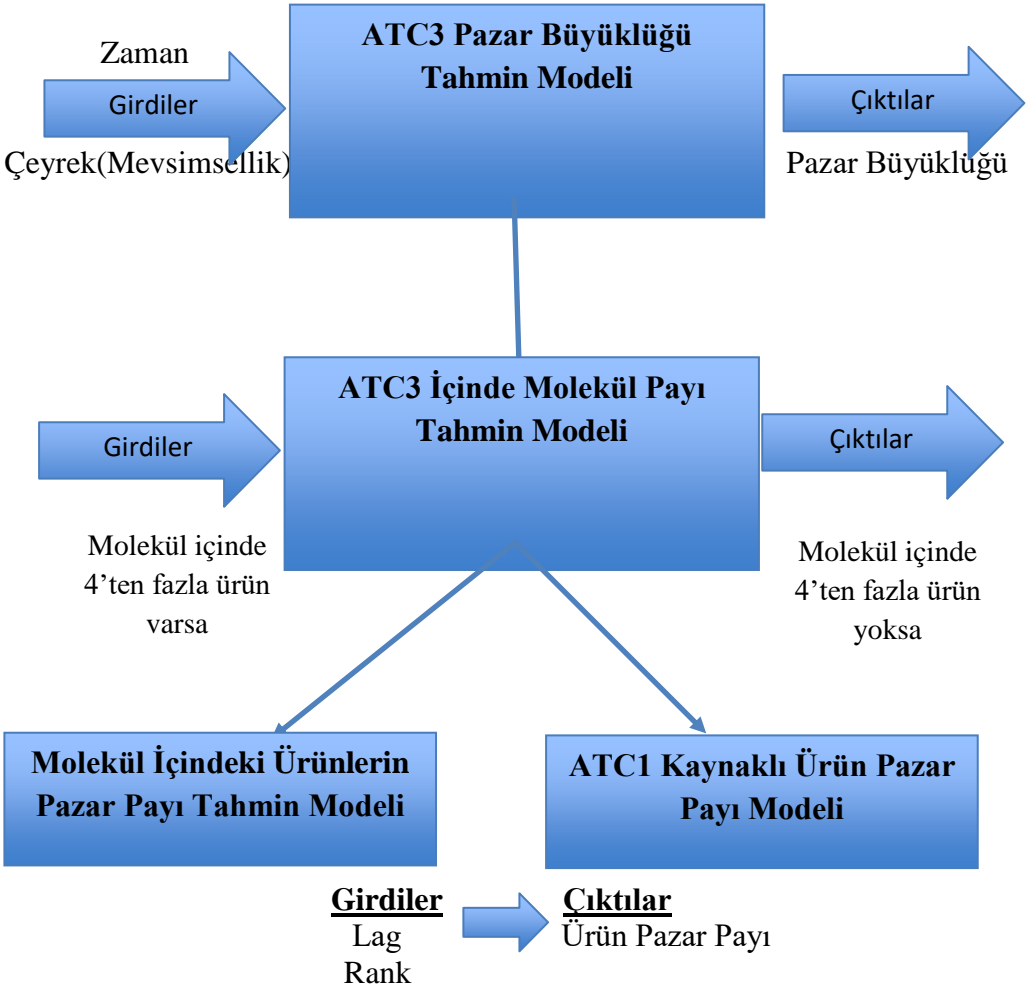 ATC3 Pazar Büyüklüğü
Tahmin Modeli
Zaman
Girdiler
Çeyrek(Mevsimsellik)
Çıktılar
Pazar Büyüklüğü
ATC3 İçinde Molekül Payı
Tahmin Modeli
Girdiler
Çıktılar
Molekül içinde
4’ten fazla ürün
varsa
Molekül içinde
4’ten fazla ürün
yoksa
Molekül İçindeki Ürünlerin
Pazar Payı Tahmin Modeli
ATC1 Kaynaklı Ürün Pazar
Payı Modeli
Girdiler
Lag
Rank
Çıktılar
Ürün Pazar Payı